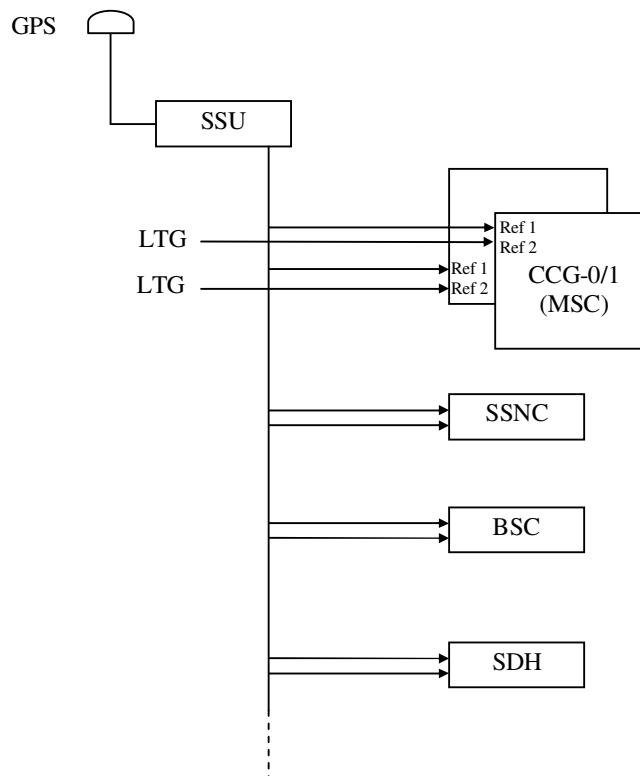 GPS
SSU
LTG
Ref 1
Ref 2
LTG
Ref 1
Ref 2
CCG-0/1
(MSC)
SSNC
BSC
SDH